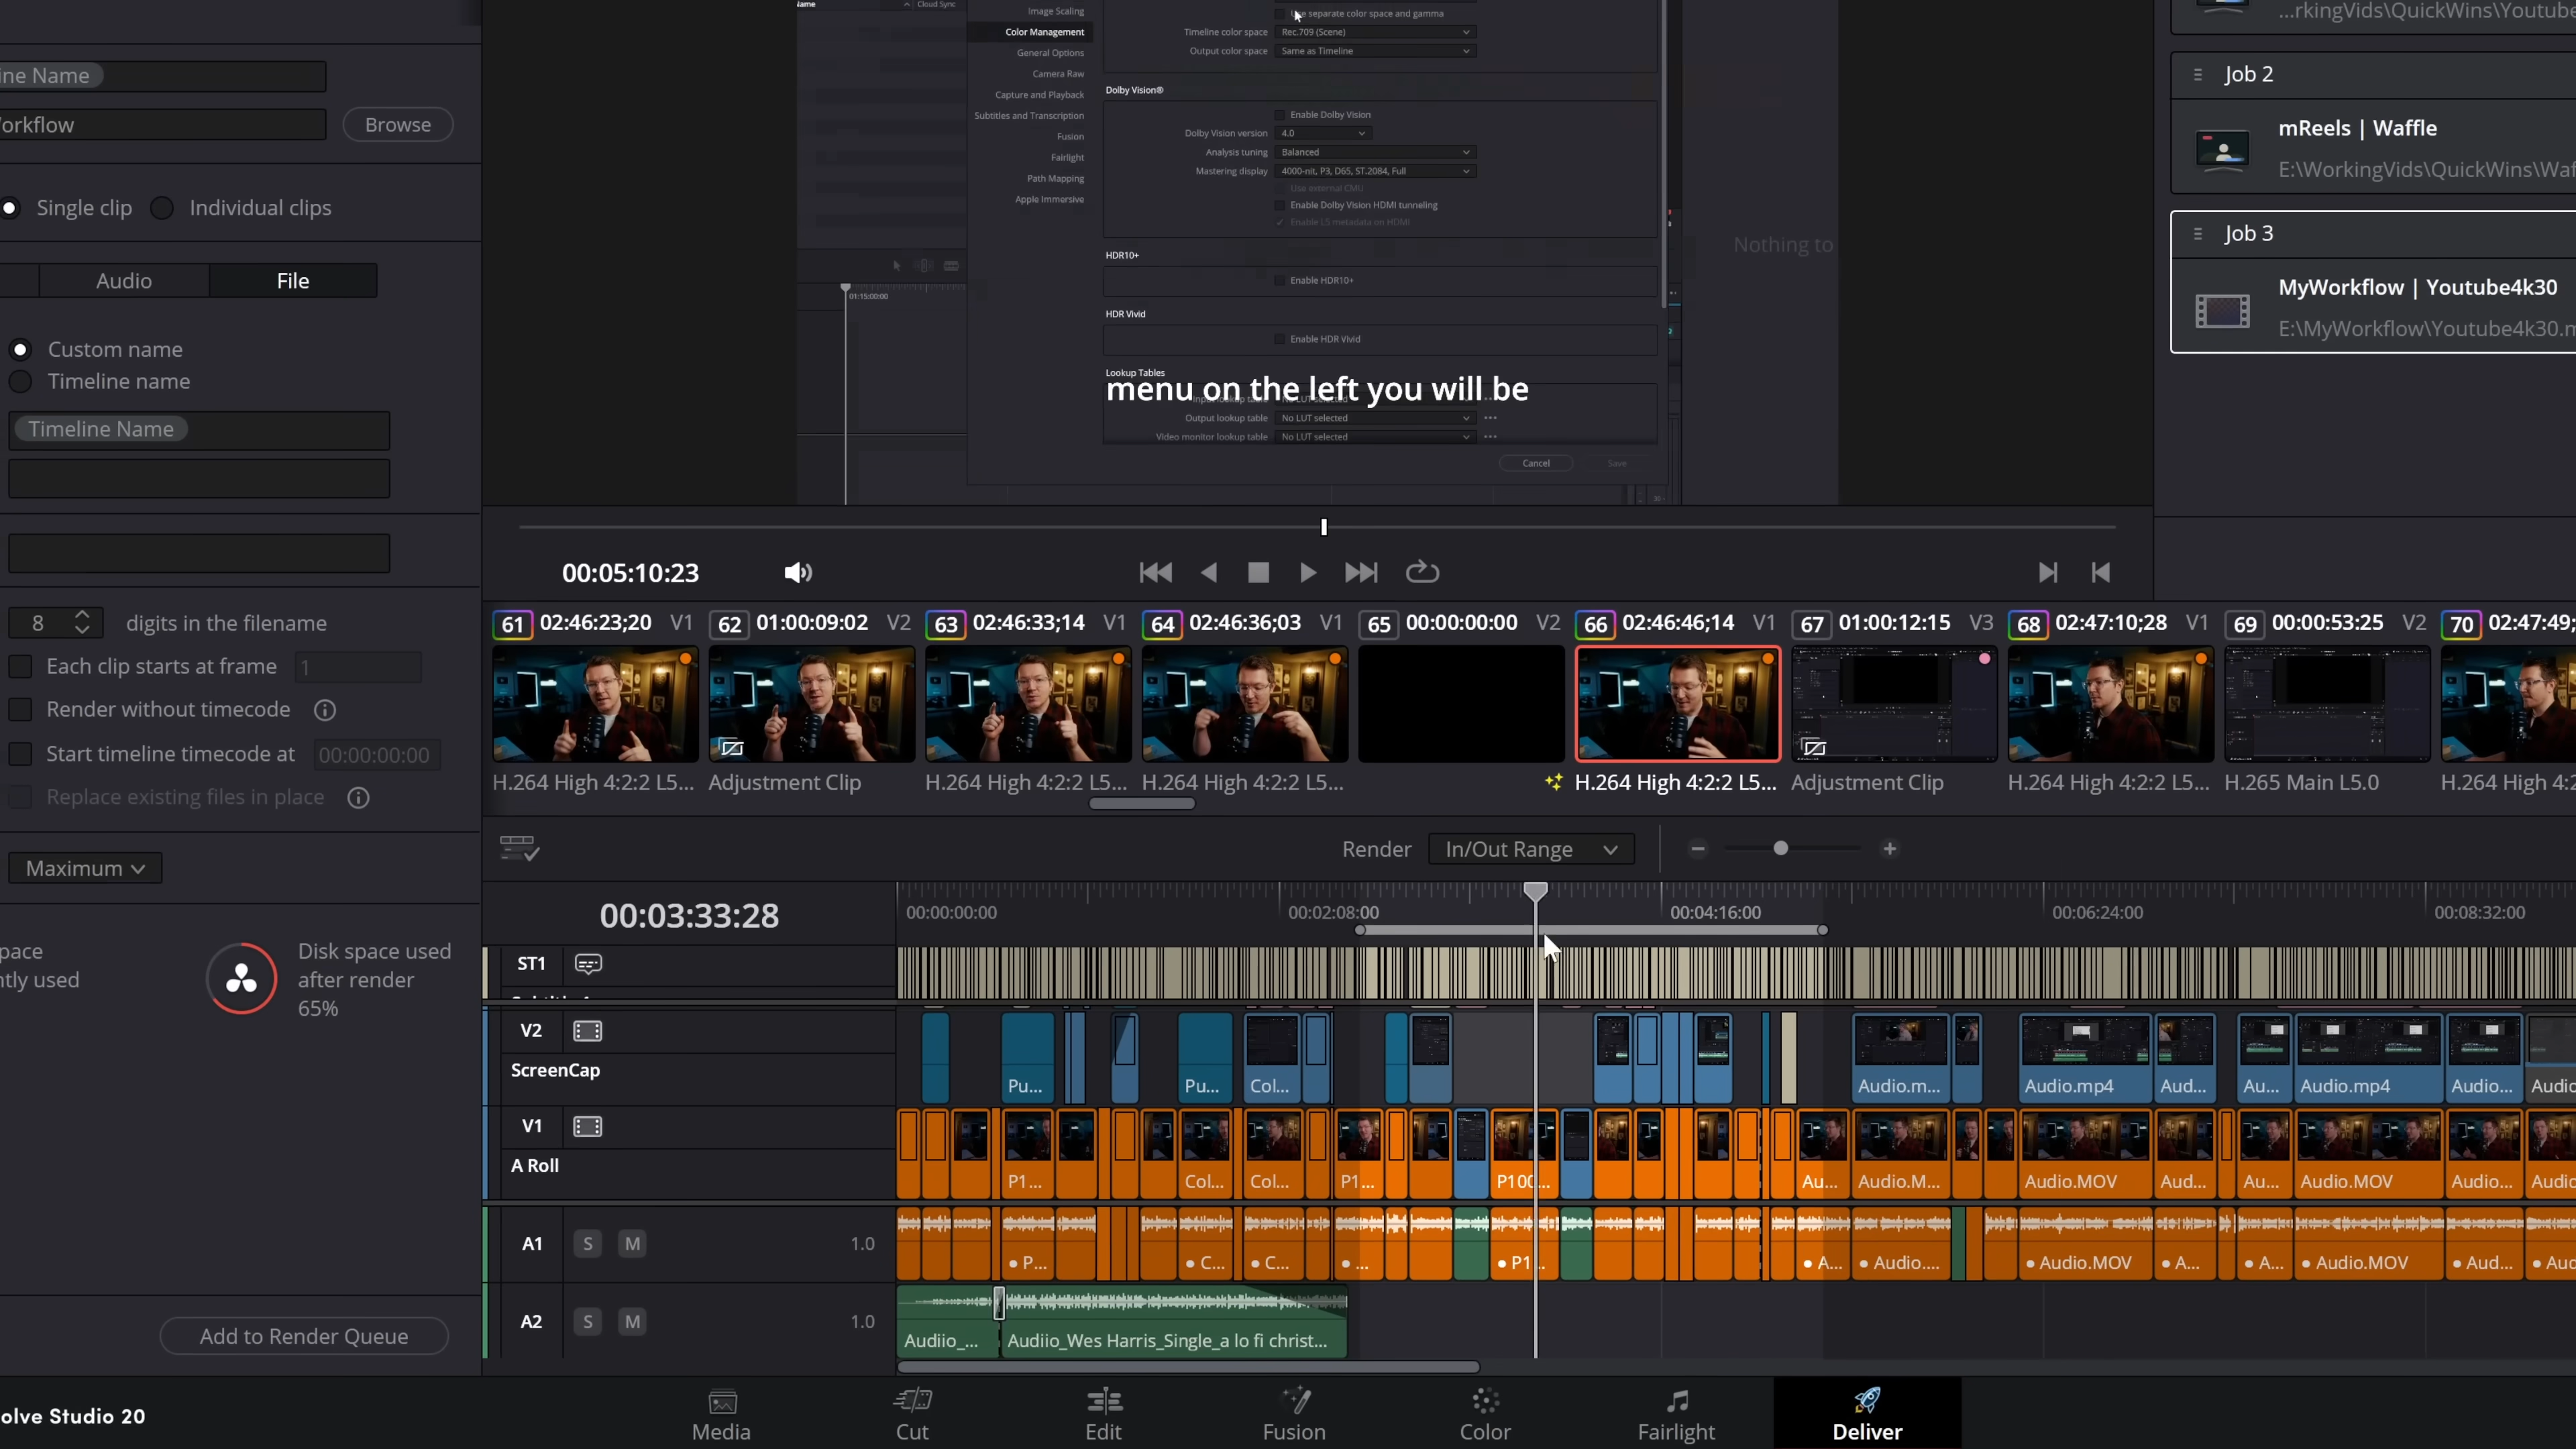 ine Name
orkflow
Browse
Single clip
Individual clips
Audio
File
Custom name
Timeline name
Timeline Name
8
digits in the filename
Each clip starts at frame
1
Render without timecode
Start timeline timecode at
00:00:00:00
Replace existing files in place
Maximum
pace
ntly used
Disk space used
after render
65%
Add to Render Queue
olve Studio 20
Name
Cloud Sync
Image Scaling
Color Management
General Options
Camera Raw
Capture and Playback
Subtitles and Transcription
Fusion
Fairlight
Path Mapping
Apple Immersive
01:15:00:00
separate color space and gamma
Timeline color space
Rec.709 (Scene)
Output color space
Same as Timeline
Dolby Vision®
Enable Dolby Vision
Dolby Vision version
4.0
Analysis tuning
Balanced
Mastering display
4000-nit, P3, D65, ST.2084, Full
Use external CMU
Enable Dolby Vision HDMI tunneling
Enable L5 metadata on HDMI
HDR10+
Enable HDR10+
HDR Vivid
Enable HDR Vivid
Lookup Tables
menu on the left you will be
Output lookup table
No LUT selected
Video monitor lookup table
No LUT selected
Cancel
Save
Nothing to
...rkingVids\QuickWins\Youtube
Job 2
mReels | Waffle
E:\WorkingVids\QuickWins\Waf
Job 3
MyWorkflow | Youtube4k30
E:\MyWorkflow\Youtube4k30.m
00:05:10:23
61 02:46:23;20 V1
62 01:00:09:02 V2
63 02:46:33;14 V1
64 02:46:36;03 V1
65 00:00:00:00 V2
66 02:46:46;14 V1
67 01:00:12:15 V3
68 02:47:10;28 V1
69 00:00:53:25 V2
70 02:47:49;
H.264 High 4:2:2 L5...
Adjustment Clip
H.264 High 4:2:2 L5...
H.264 High 4:2:2 L5...
H.264 High 4:2:2 L5...
Adjustment Clip
H.264 High 4:2:2 L5...
H.265 Main L5.0
H.264 High 4:2
Render
In/Out Range
00:03:33:28
00:00:00:00
00:02:08:00
00:04:16:00
00:06:24:00
00:08:32:00
ST1
V2
ScreenCap
Pu...
Pu...
Col...
Audio.m...
Audio.mp4
Aud...
Au...
Audio.mp4
Audio...
Audio
V1
A Roll
P1...
Col...
Col...
P1...
P100...
Au...
Audio.M...
Audio.MOV
Aud...
Au...
Audio.MOV
Audio...
Audio
A1
S
M
1.0
P...
C...
C...
...
P1...
A...
Audio....
Audio.MOV
A...
A...
Audio.MOV
Aud...
Auc
A2
S
M
1.0
Audiio_...
Audiio_Wes Harris_Single_a lo fi christ...
Media
Cut
Edit
Fusion
Color
Fairlight
Deliver